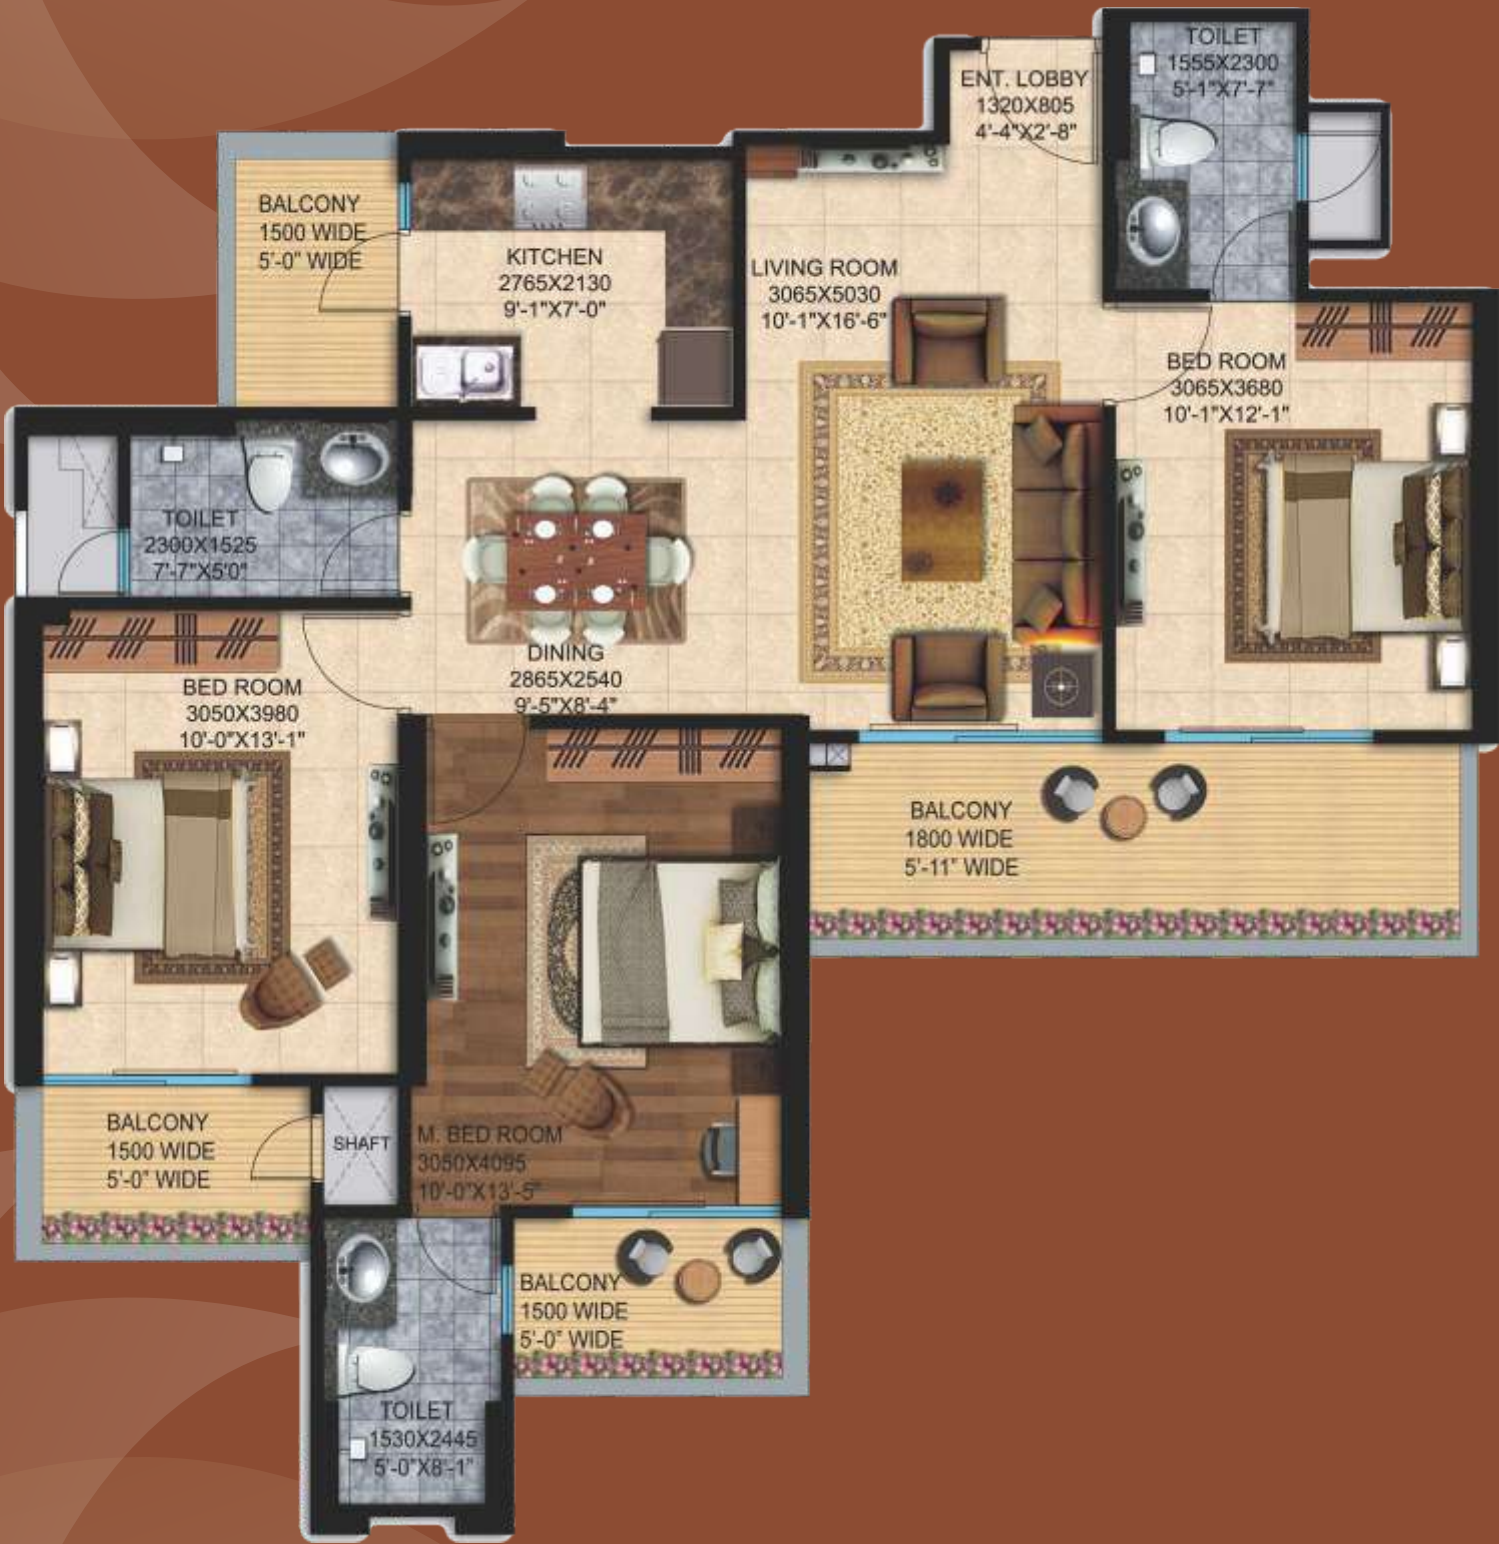 TOILET
1555X2300
5'-1"X7'-7"
ENT. LOBBY
1320X805
4'-4"X2'-8"
BALCONY
1500 WIDE
5'-0" WIDE
KITCHEN
2765X2130
9'-1"X7'-0"
LIVING ROOM
3065X5030
10'-1"X16'-6"
BED ROOM
3065X3680
10'-1"X12'-1"
TOILET
2300X1525
7'-7"X5'0"
DINING
2865X2540
9'-5"X8'-4"
BED ROOM
3050X3980
10'-0"X13'-1"
BALCONY
1800 WIDE
5'-11" WIDE
BALCONY
1500 WIDE
5'-0" WIDE
SHAFT
M. BED ROOM
3050X4095
10'-0"X13'-5"
BALCONY
1500 WIDE
5'-0" WIDE
TOILET
1530X2445
5'-0"X8'-1"